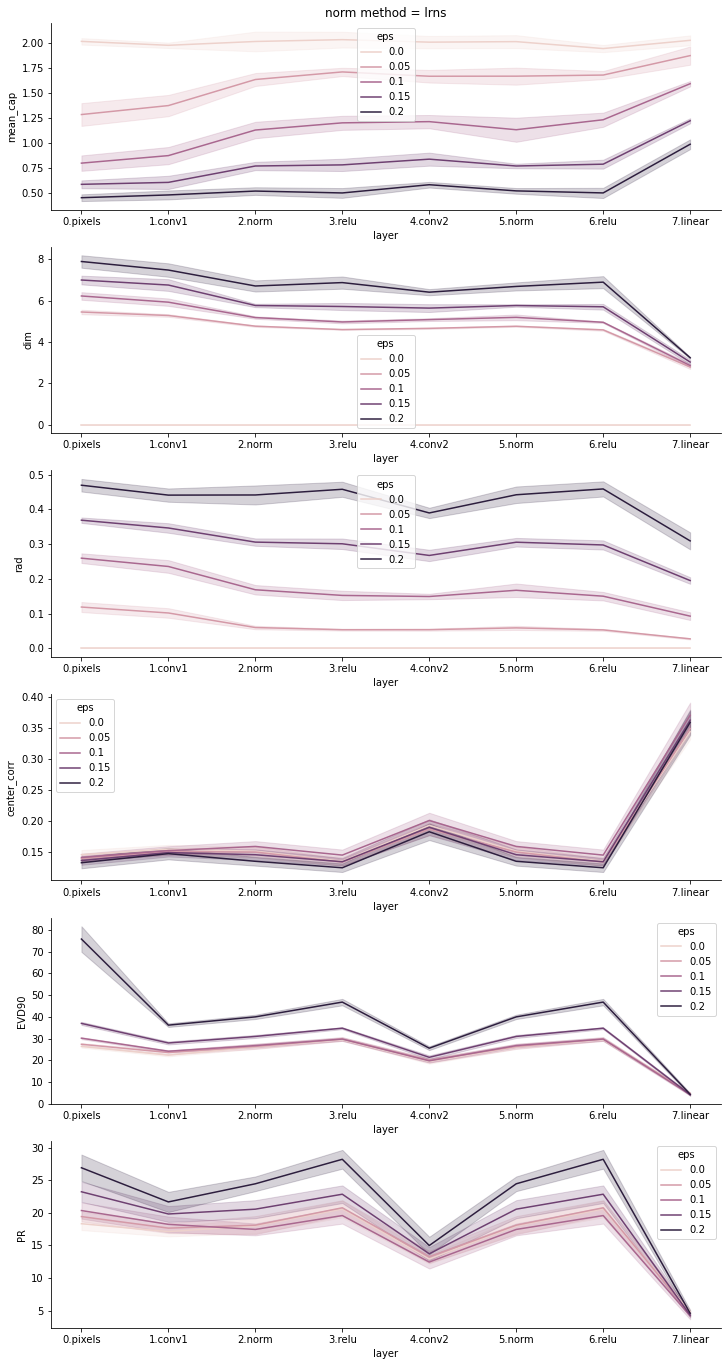 norm method = lrns
mean_cap
2.00
1.75
1.50
1.25
1.00
0.75
0.50
eps
0.0
0.05
0.1
0.15
0.2
0.pixels 1.conv1 2.norm 3.relu 4.conv2 5.norm 6.relu 7.linear
layer
dim
8
6
4
2
0
eps
0.0
0.05
0.1
0.15
0.2
0.pixels 1.conv1 2.norm 3.relu 4.conv2 5.norm 6.relu 7.linear
layer
rad
0.5
0.4
0.3
0.2
0.1
0.0
eps
0.0
0.05
0.1
0.15
0.2
0.pixels 1.conv1 2.norm 3.relu 4.conv2 5.norm 6.relu 7.linear
layer
center_corr
0.40
0.35
0.30
0.25
0.20
0.15
eps
0.0
0.05
0.1
0.15
0.2
0.pixels 1.conv1 2.norm 3.relu 4.conv2 5.norm 6.relu 7.linear
layer
EVD90
80
70
60
50
40
30
20
10
0
eps
0.0
0.05
0.1
0.15
0.2
0.pixels 1.conv1 2.norm 3.relu 4.conv2 5.norm 6.relu 7.linear
layer
PR
30
25
20
15
10
5
eps
0.0
0.05
0.1
0.15
0.2
0.pixels 1.conv1 2.norm 3.relu 4.conv2 5.norm 6.relu 7.linear
layer